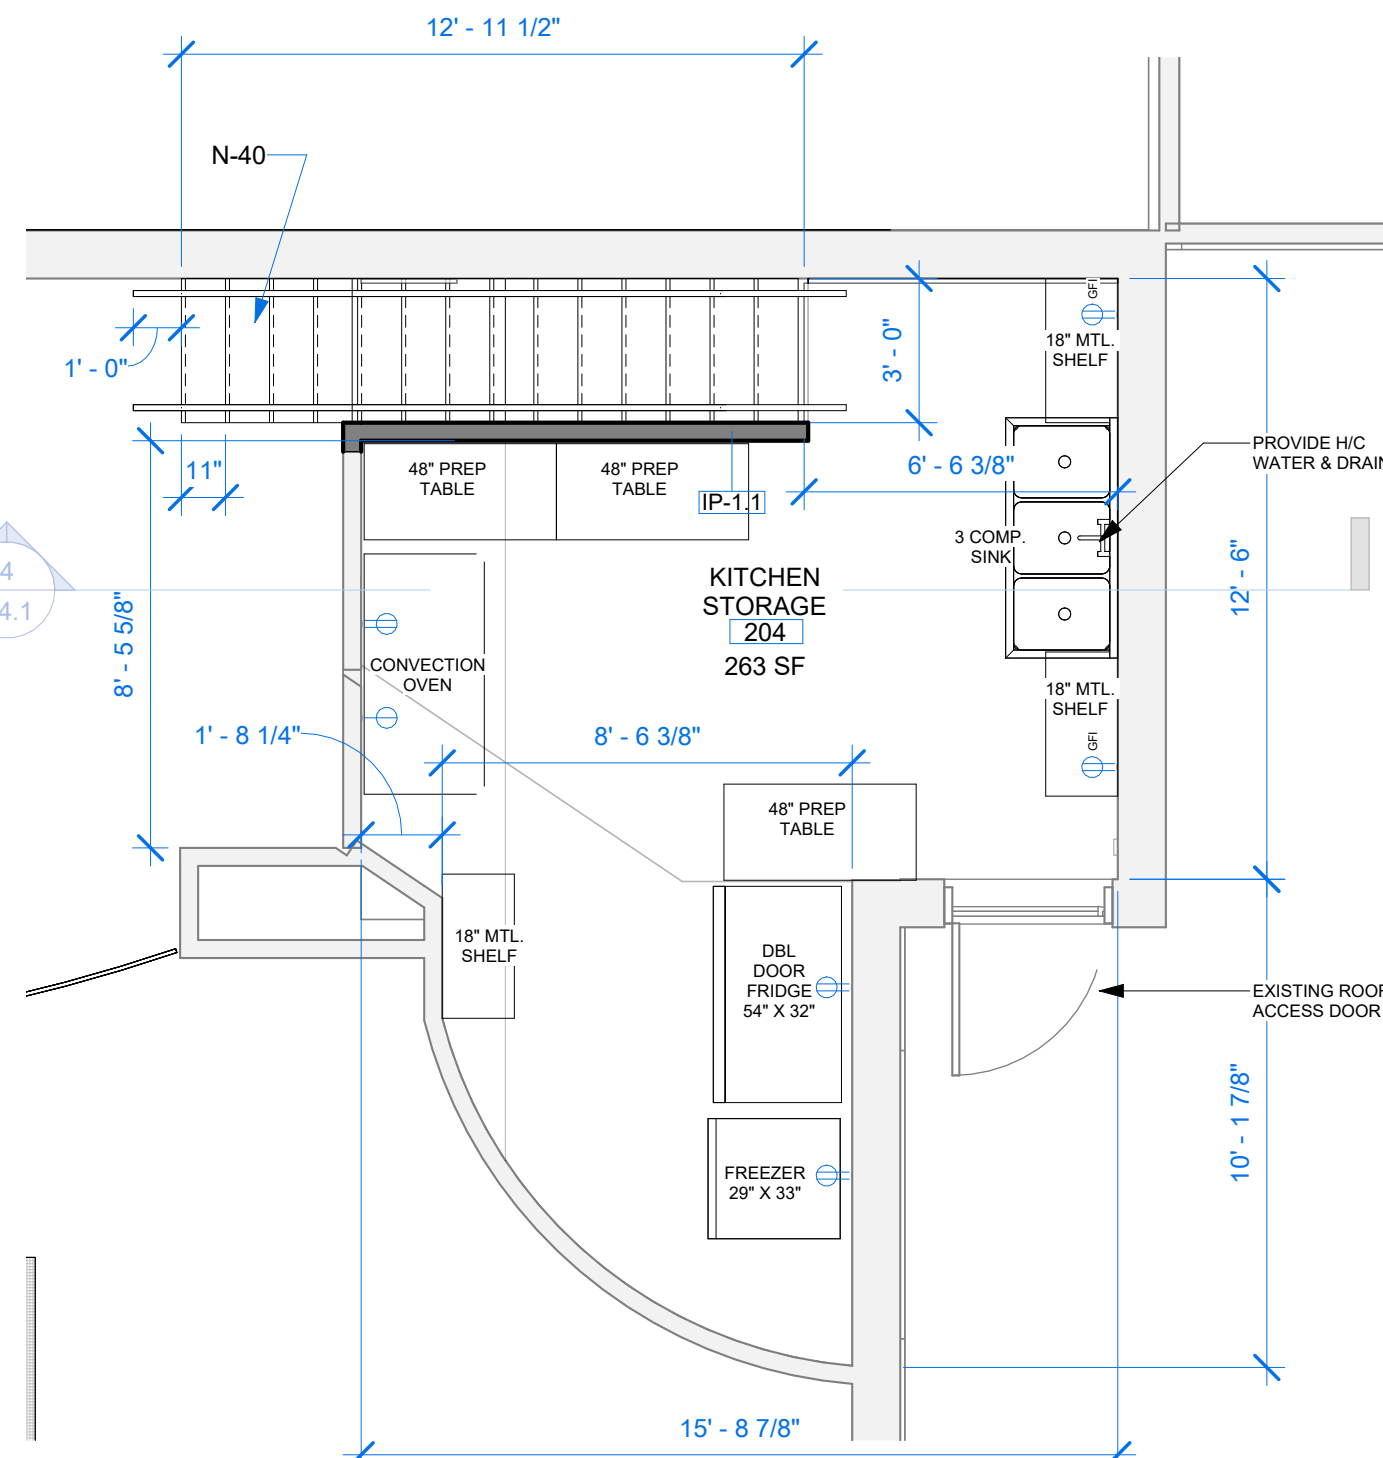 12' - 11 1/2"
N-40
GFI
18" MTL.
SHELF
1' - 0"
3' - 0"
PROVIDE H/C
WATER & DRAIN
11"
48" PREP
TABLE
48" PREP
TABLE
6' - 6 3/8"
IP-1.1
3 COMP.
SINK
4
4.1
KITCHEN
STORAGE
204
263 SF
12' - 6"
8' - 5 5/8"
CONVECTION
OVEN
18" MTL.
SHELF
GFI
1' - 8 1/4"
8' - 6 3/8"
48" PREP
TABLE
18" MTL.
SHELF
DBL
DOOR
FRIDGE
54" X 32"
EXISTING ROOF
ACCESS DOOR
10' - 1 7/8"
FREEZER
29" X 33"
15' - 8 7/8"